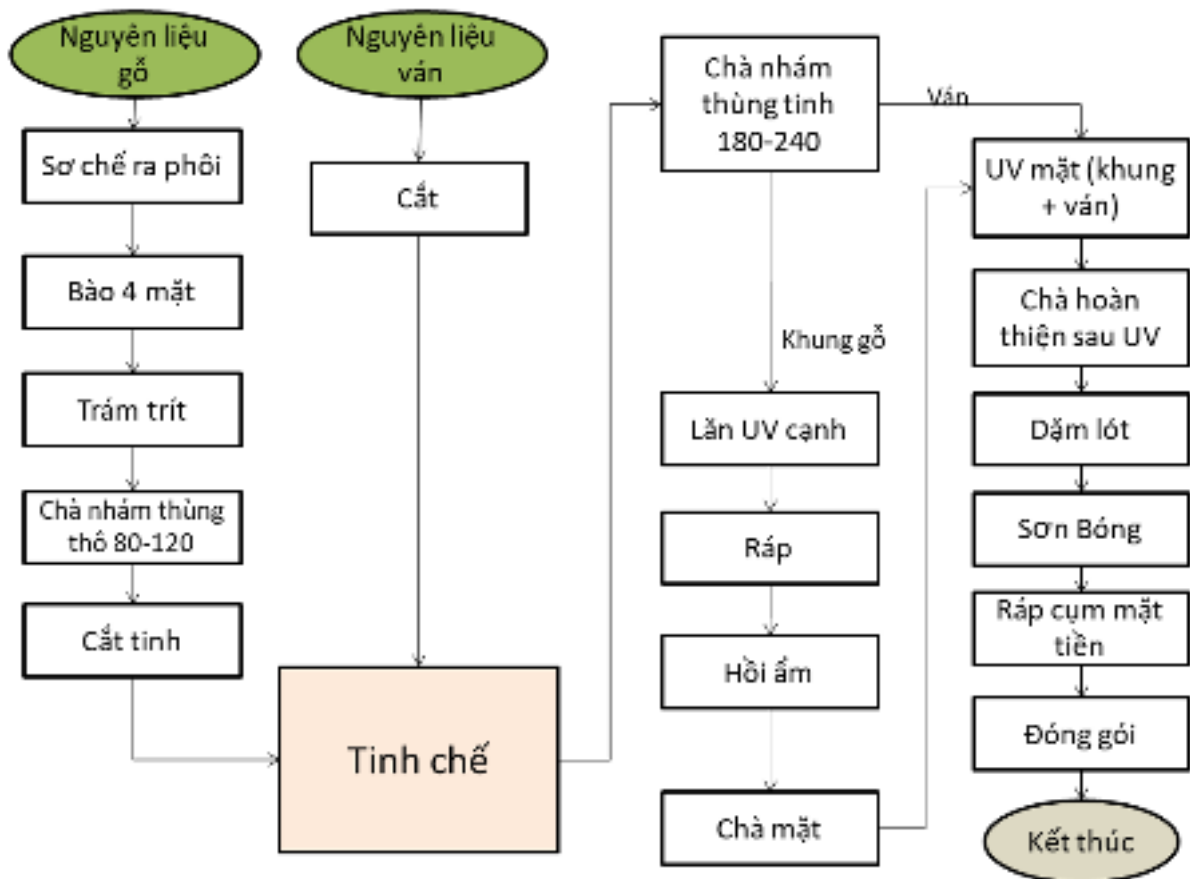 Nguyên liệu
gỗ
Sơ chế ra phôi
Bào 4 mặt
Trám trít
Chà nhám thùng
thô 80-120
Cắt tinh
Nguyên liệu
ván
Cắt
Tinh chế
Chà nhám
thùng tinh
180-240
Ván
Khung gỗ
Lăn UV cạnh
Ráp
Hồi ẩm
Chà mặt
UV mặt (khung
+ ván)
Chà hoàn
thiện sau UV
Dặm lót
Sơn Bóng
Ráp cụm mặt
tiền
Đóng gói
Kết thúc